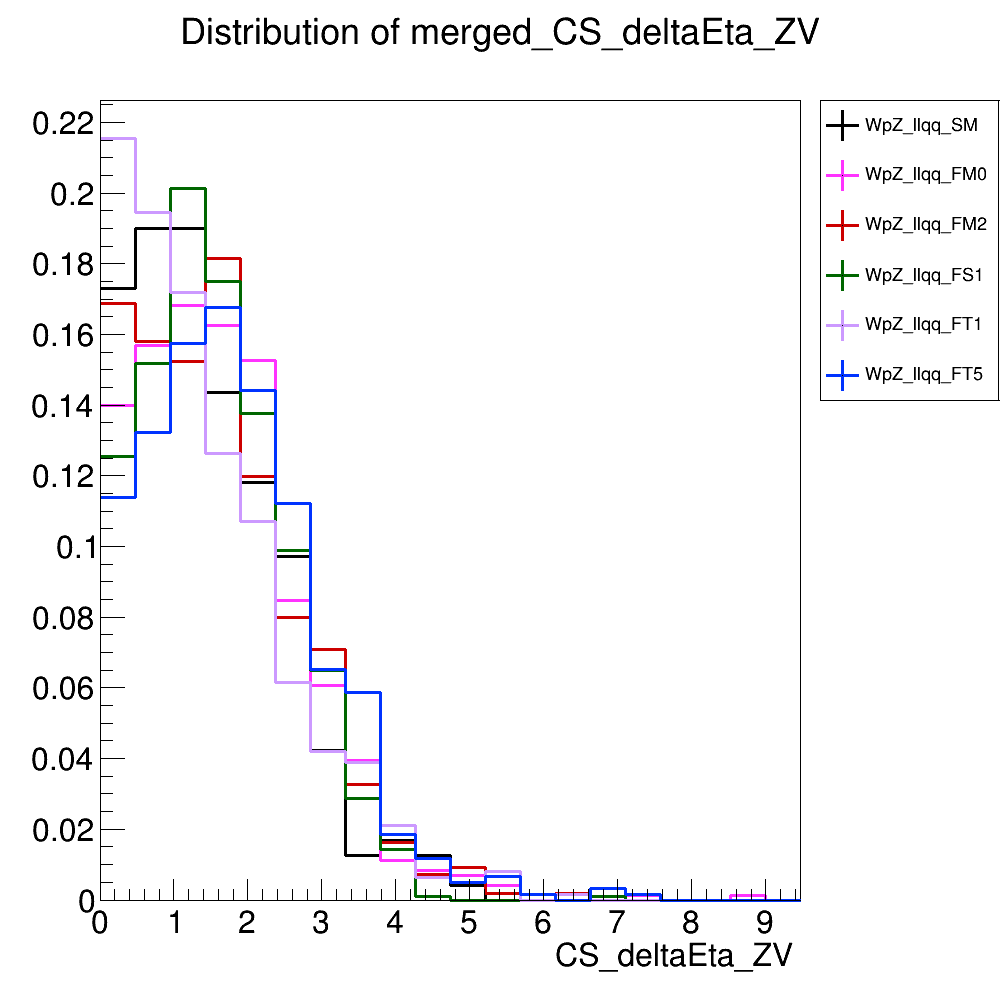 Distribution of merged_CS_deltaEta_ZV
0.22
0.2
0.18
0.16
0.14
0.12
0.1
0.08
0.06
0.04
0.02
0
0 1 2 3 4 5 6 7 8 9
CS_deltaEta_ZV
WpZ_llqq_SM
WpZ_llqq_FM0
WpZ_llqq_FM2
WpZ_llqq_FS1
WpZ_llqq_FT1
WpZ_llqq_FT5